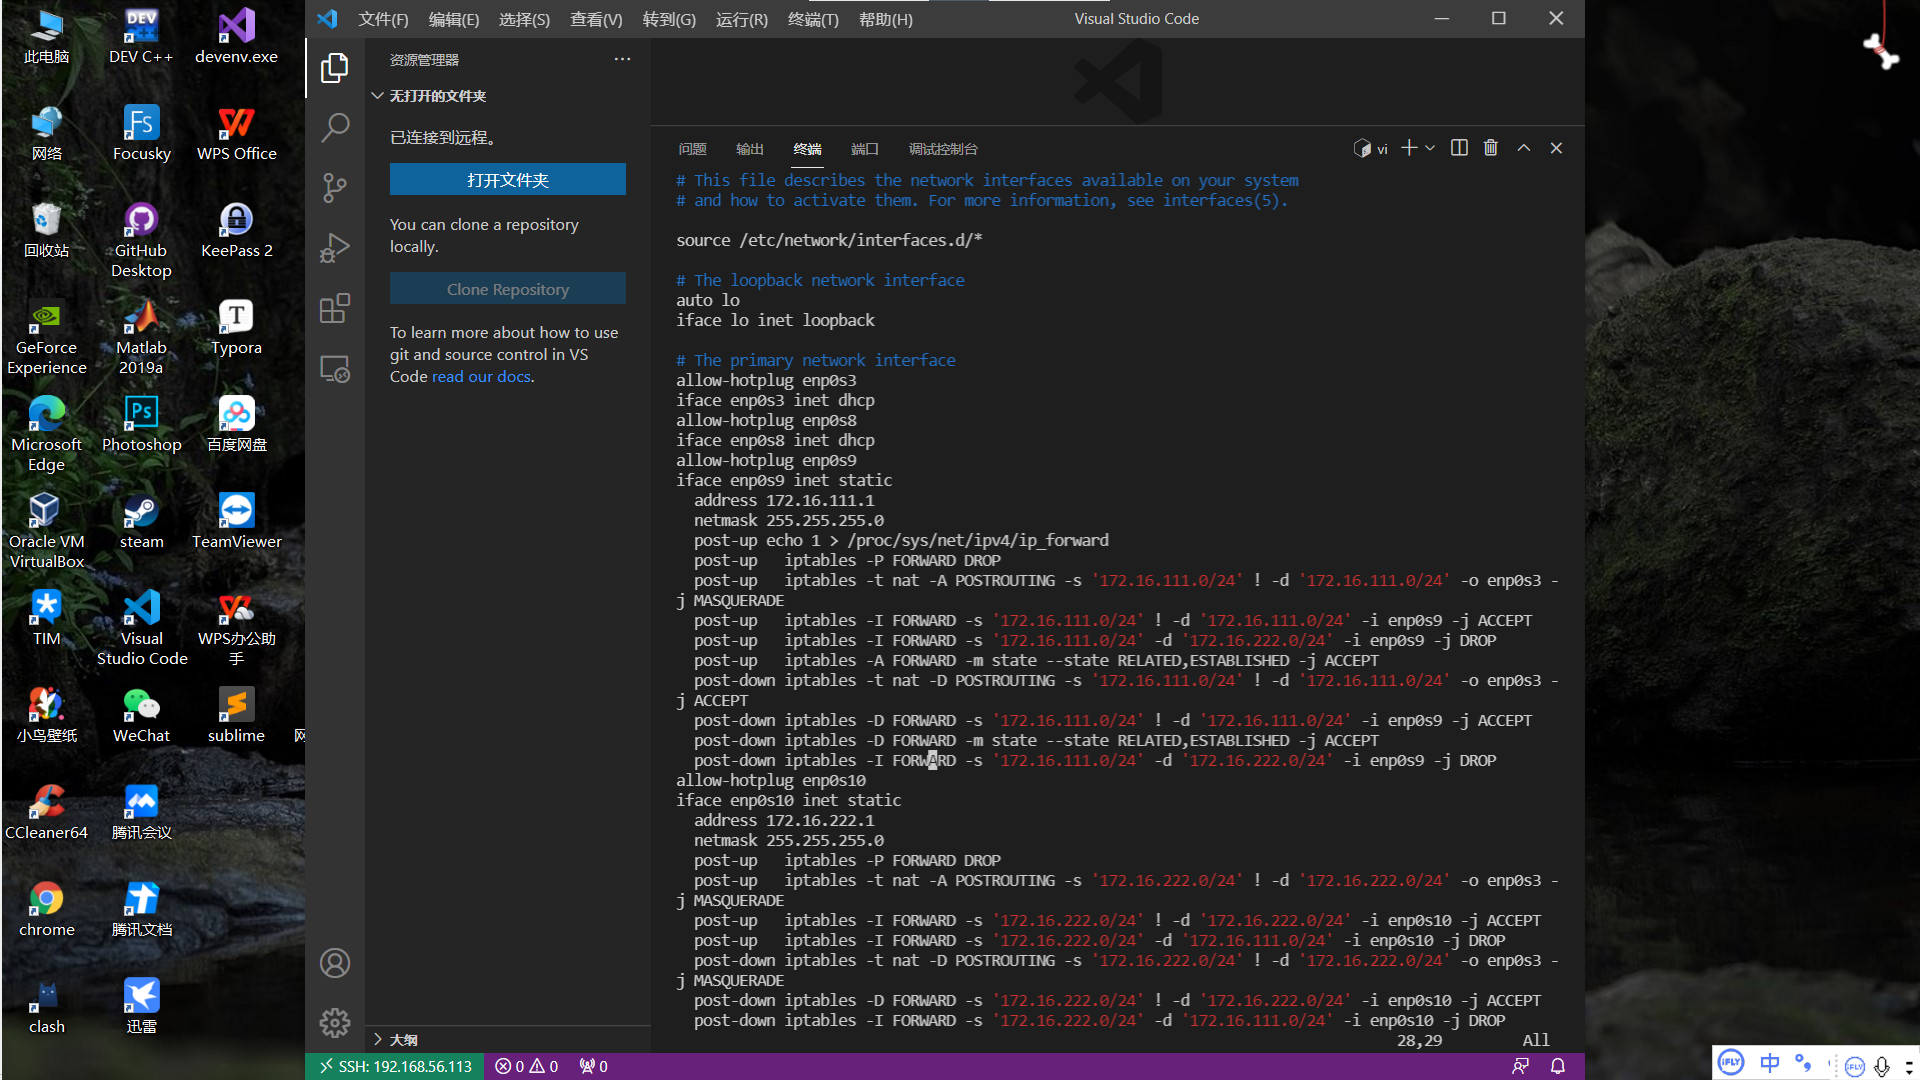 此电脑
DEV C++
devenv.exe
网络
Focusky
WPS Office
回收站
GitHub Desktop
KeePass 2
GeForce Experience
Matlab 2019a
Typora
Microsoft Edge
Photoshop
百度网盘
Oracle VM VirtualBox
steam
TeamViewer
TIM
Visual Studio Code
WPS办公助手
小鸟壁纸
WeChat
sublime
CCleaner64
腾讯会议
chrome
腾讯文档
clash
迅雷
文件(F) 编辑(E) 选择(S) 查看(V) 转到(G) 运行(R) 终端(T) 帮助(H)
Visual Studio Code
资源管理器
无打开的文件夹
已连接到远程。
打开文件夹
You can clone a repository
locally.
Clone Repository
To learn more about how to use
git and source control in VS
Code read our docs.
大纲
问题 输出 终端 端口 调试控制台
vi
# This file describes the network interfaces available on your system
# and how to activate them. For more information, see interfaces(5).
source /etc/network/interfaces.d/*
# The loopback network interface
auto lo
iface lo inet loopback
# The primary network interface
allow-hotplug enp0s3
iface enp0s3 inet dhcp
allow-hotplug enp0s8
iface enp0s8 inet dhcp
allow-hotplug enp0s9
iface enp0s9 inet static
  address 172.16.111.1
  netmask 255.255.255.0
  post-up echo 1 > /proc/sys/net/ipv4/ip_forward
  post-up   iptables -P FORWARD DROP
  post-up   iptables -t nat -A POSTROUTING -s '172.16.111.0/24' ! -d '172.16.111.0/24' -o enp0s3 -
j MASQUERADE
  post-up   iptables -I FORWARD -s '172.16.111.0/24' ! -d '172.16.111.0/24' -i enp0s9 -j ACCEPT
  post-up   iptables -I FORWARD -s '172.16.111.0/24' -d '172.16.222.0/24' -i enp0s9 -j DROP
  post-up   iptables -A FORWARD -m state --state RELATED,ESTABLISHED -j ACCEPT
  post-down iptables -t nat -D POSTROUTING -s '172.16.111.0/24' ! -d '172.16.111.0/24' -o enp0s3 -
j ACCEPT
  post-down iptables -D FORWARD -s '172.16.111.0/24' ! -d '172.16.111.0/24' -i enp0s9 -j ACCEPT
  post-down iptables -D FORWARD -m state --state RELATED,ESTABLISHED -j ACCEPT
  post-down iptables -I FORWARD -s '172.16.111.0/24' -d '172.16.222.0/24' -i enp0s9 -j DROP
allow-hotplug enp0s10
iface enp0s10 inet static
  address 172.16.222.1
  netmask 255.255.255.0
  post-up   iptables -P FORWARD DROP
  post-up   iptables -t nat -A POSTROUTING -s '172.16.222.0/24' ! -d '172.16.222.0/24' -o enp0s3 -
j MASQUERADE
  post-up   iptables -I FORWARD -s '172.16.222.0/24' ! -d '172.16.222.0/24' -i enp0s10 -j ACCEPT
  post-up   iptables -I FORWARD -s '172.16.222.0/24' -d '172.16.111.0/24' -i enp0s10 -j DROP
  post-down iptables -t nat -D POSTROUTING -s '172.16.222.0/24' ! -d '172.16.222.0/24' -o enp0s3 -
j MASQUERADE
  post-down iptables -D FORWARD -s '172.16.222.0/24' ! -d '172.16.222.0/24' -i enp0s10 -j ACCEPT
  post-down iptables -I FORWARD -s '172.16.222.0/24' -d '172.16.111.0/24' -i enp0s10 -j DROP
28,29 All
SSH: 192.168.56.113 0 0 0
iFLY 中 iFLY